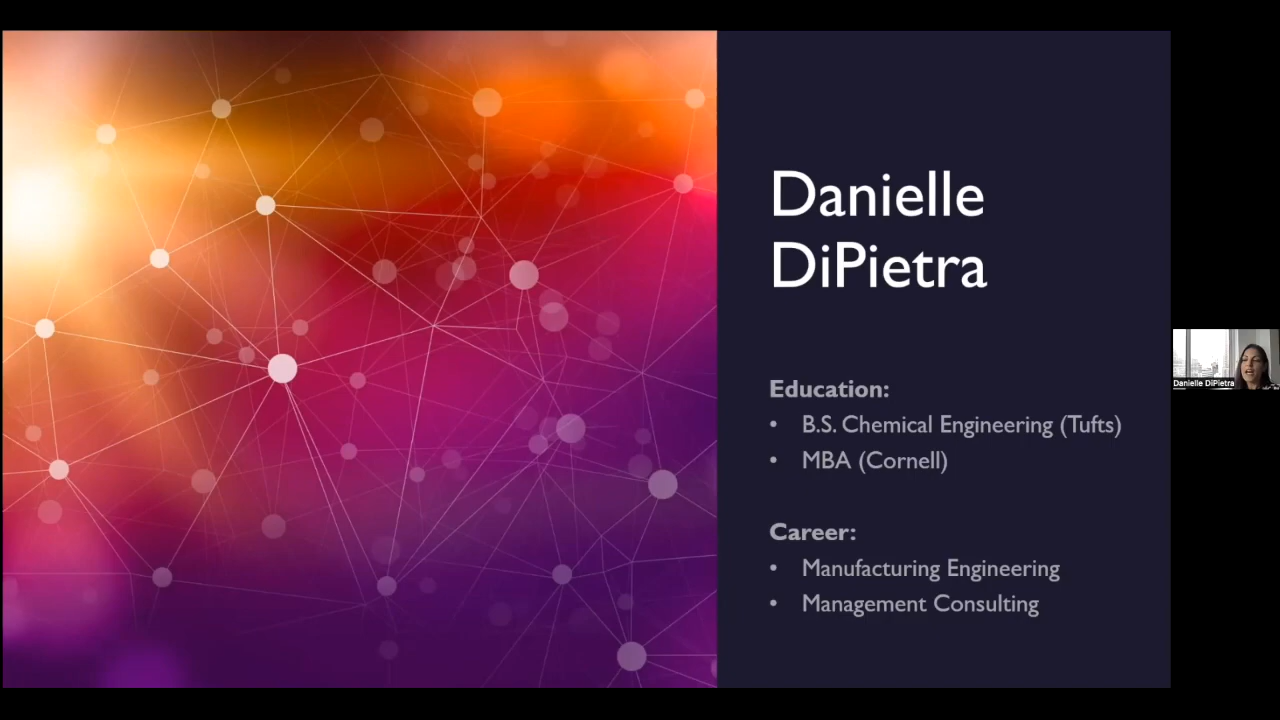 Danielle
DiPietra
Education:
• B.S. Chemical Engineering (Tufts)
• MBA (Cornell)
Career:
• Manufacturing Engineering
• Management Consulting
Danielle DiPietra